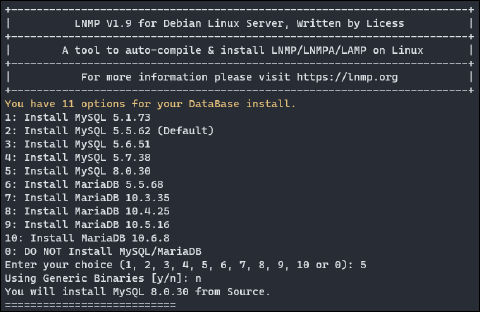 +------------------------------------------------------------------------+
| LNMP V1.9 for Debian Linux Server, Written by Licess |
+------------------------------------------------------------------------+
| A tool to auto-compile & install LNMP/LNMPA/LAMP on Linux |
+------------------------------------------------------------------------+
| For more information please visit https://lnmp.org |
+------------------------------------------------------------------------+
You have 11 options for your DataBase install.
1: Install MySQL 5.1.73
2: Install MySQL 5.5.62 (Default)
3: Install MySQL 5.6.51
4: Install MySQL 5.7.38
5: Install MySQL 8.0.30
6: Install MariaDB 5.5.68
7: Install MariaDB 10.3.35
8: Install MariaDB 10.4.25
9: Install MariaDB 10.5.16
10: Install MariaDB 10.6.8
0: DO NOT Install MySQL/MariaDB
Enter your choice (1, 2, 3, 4, 5, 6, 7, 8, 9, 10 or 0): 5
Using Generic Binaries [y/n]: n
You will install MySQL 8.0.30 from Source.
===========================